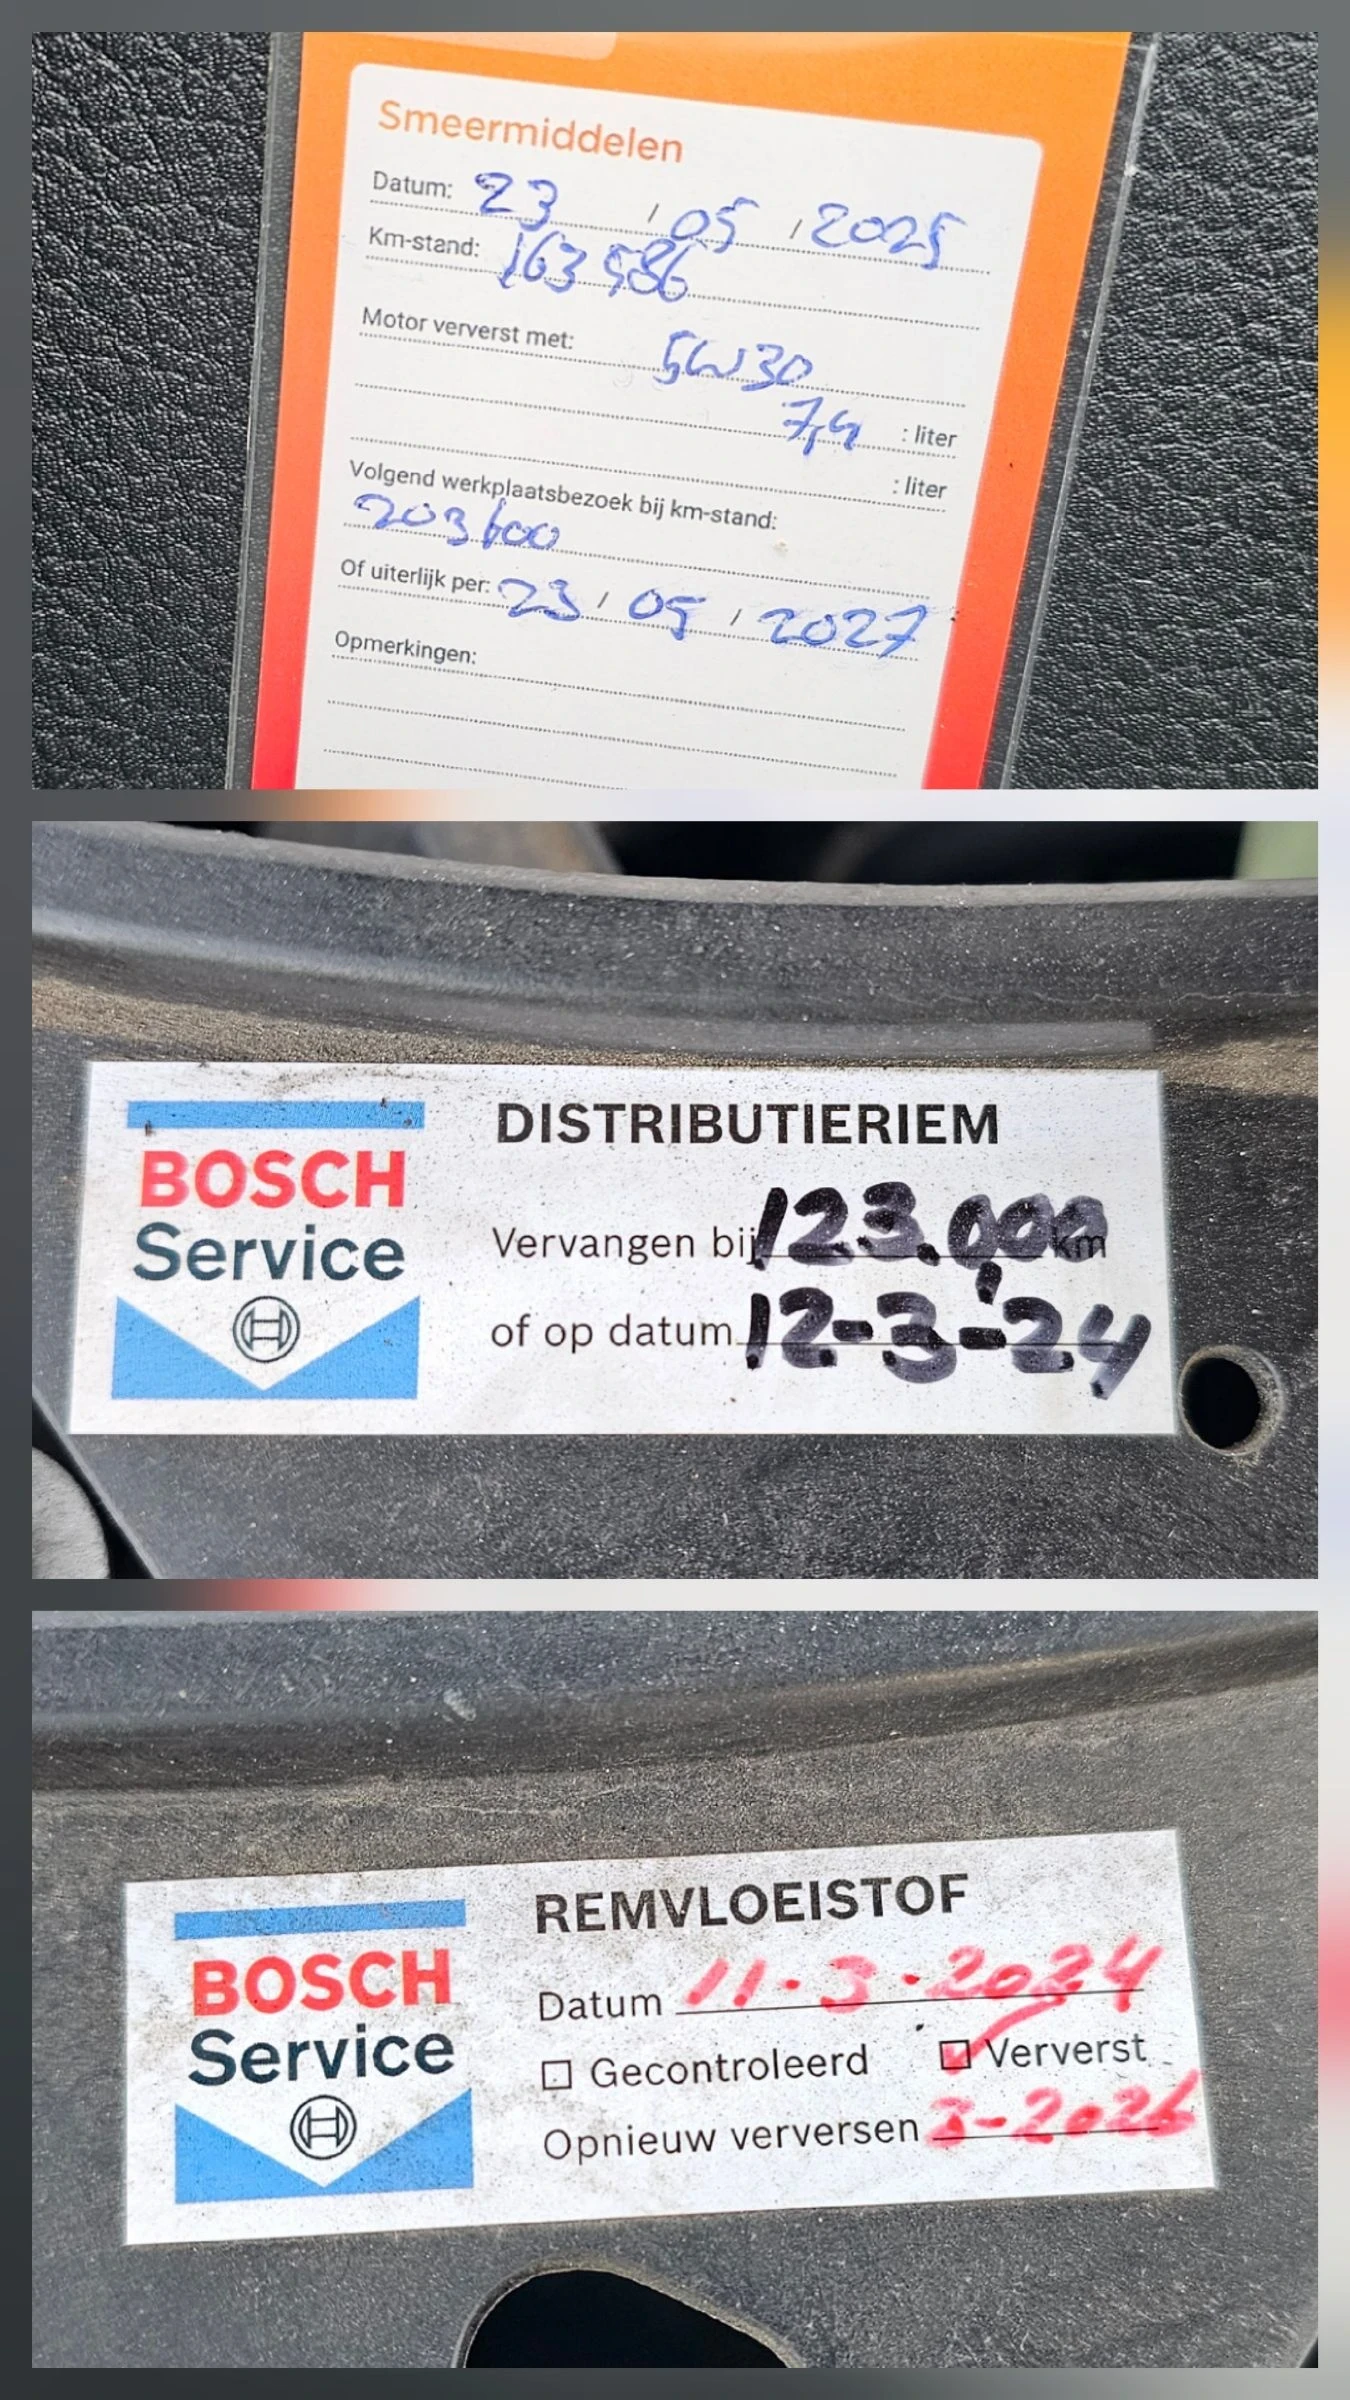 Smeermiddelen
Datum: 23 / 05 / 2025
Km-stand: 163 586
Motor ververst met: 5W30
7,4 : liter
: liter
Volgend werkplaatsbezoek bij km-stand:
203600
Of uiterlijk per: 23 / 05 / 2027
Opmerkingen:
BOSCH
Service
DISTRIBUTIERIEM
Vervangen bij 123.000 km
of op datum 12-3-'24
BOSCH
Service
REMVLOEISTOF
Datum 11-3-2024
Gecontroleerd Ververst
Opnieuw verversen 3-2026